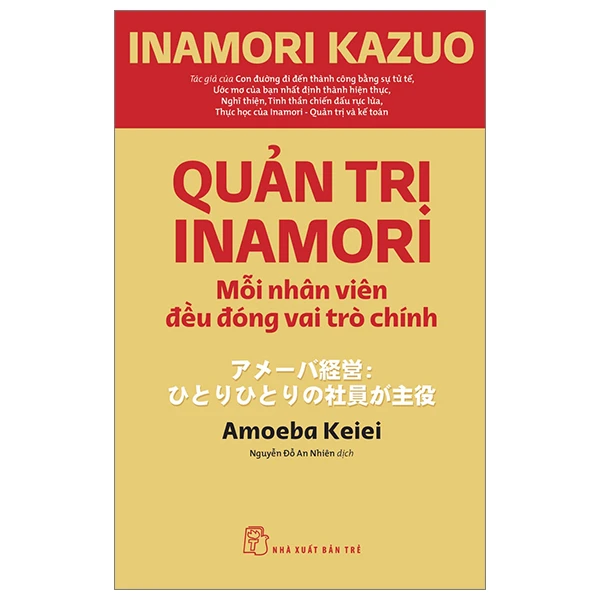 INAMORI KAZUO
Tác giả của Con đường đi đến thành công bằng sự tử tế,
Ước mơ của bạn nhất định thành hiện thực,
Nghĩ thiện, Tinh thần chiến đấu rực lửa,
Thực học của Inamori - Quản trị và kế toán
QUẢN TRỊ
INAMORI
Mỗi nhân viên
đều đóng vai trò chính
アメーバ経営:
ひとりひとりの社員が主役
Amoeba Keiei
Nguyễn Đỗ An Nhiên dịch
NHÀ XUẤT BẢN TRẺ